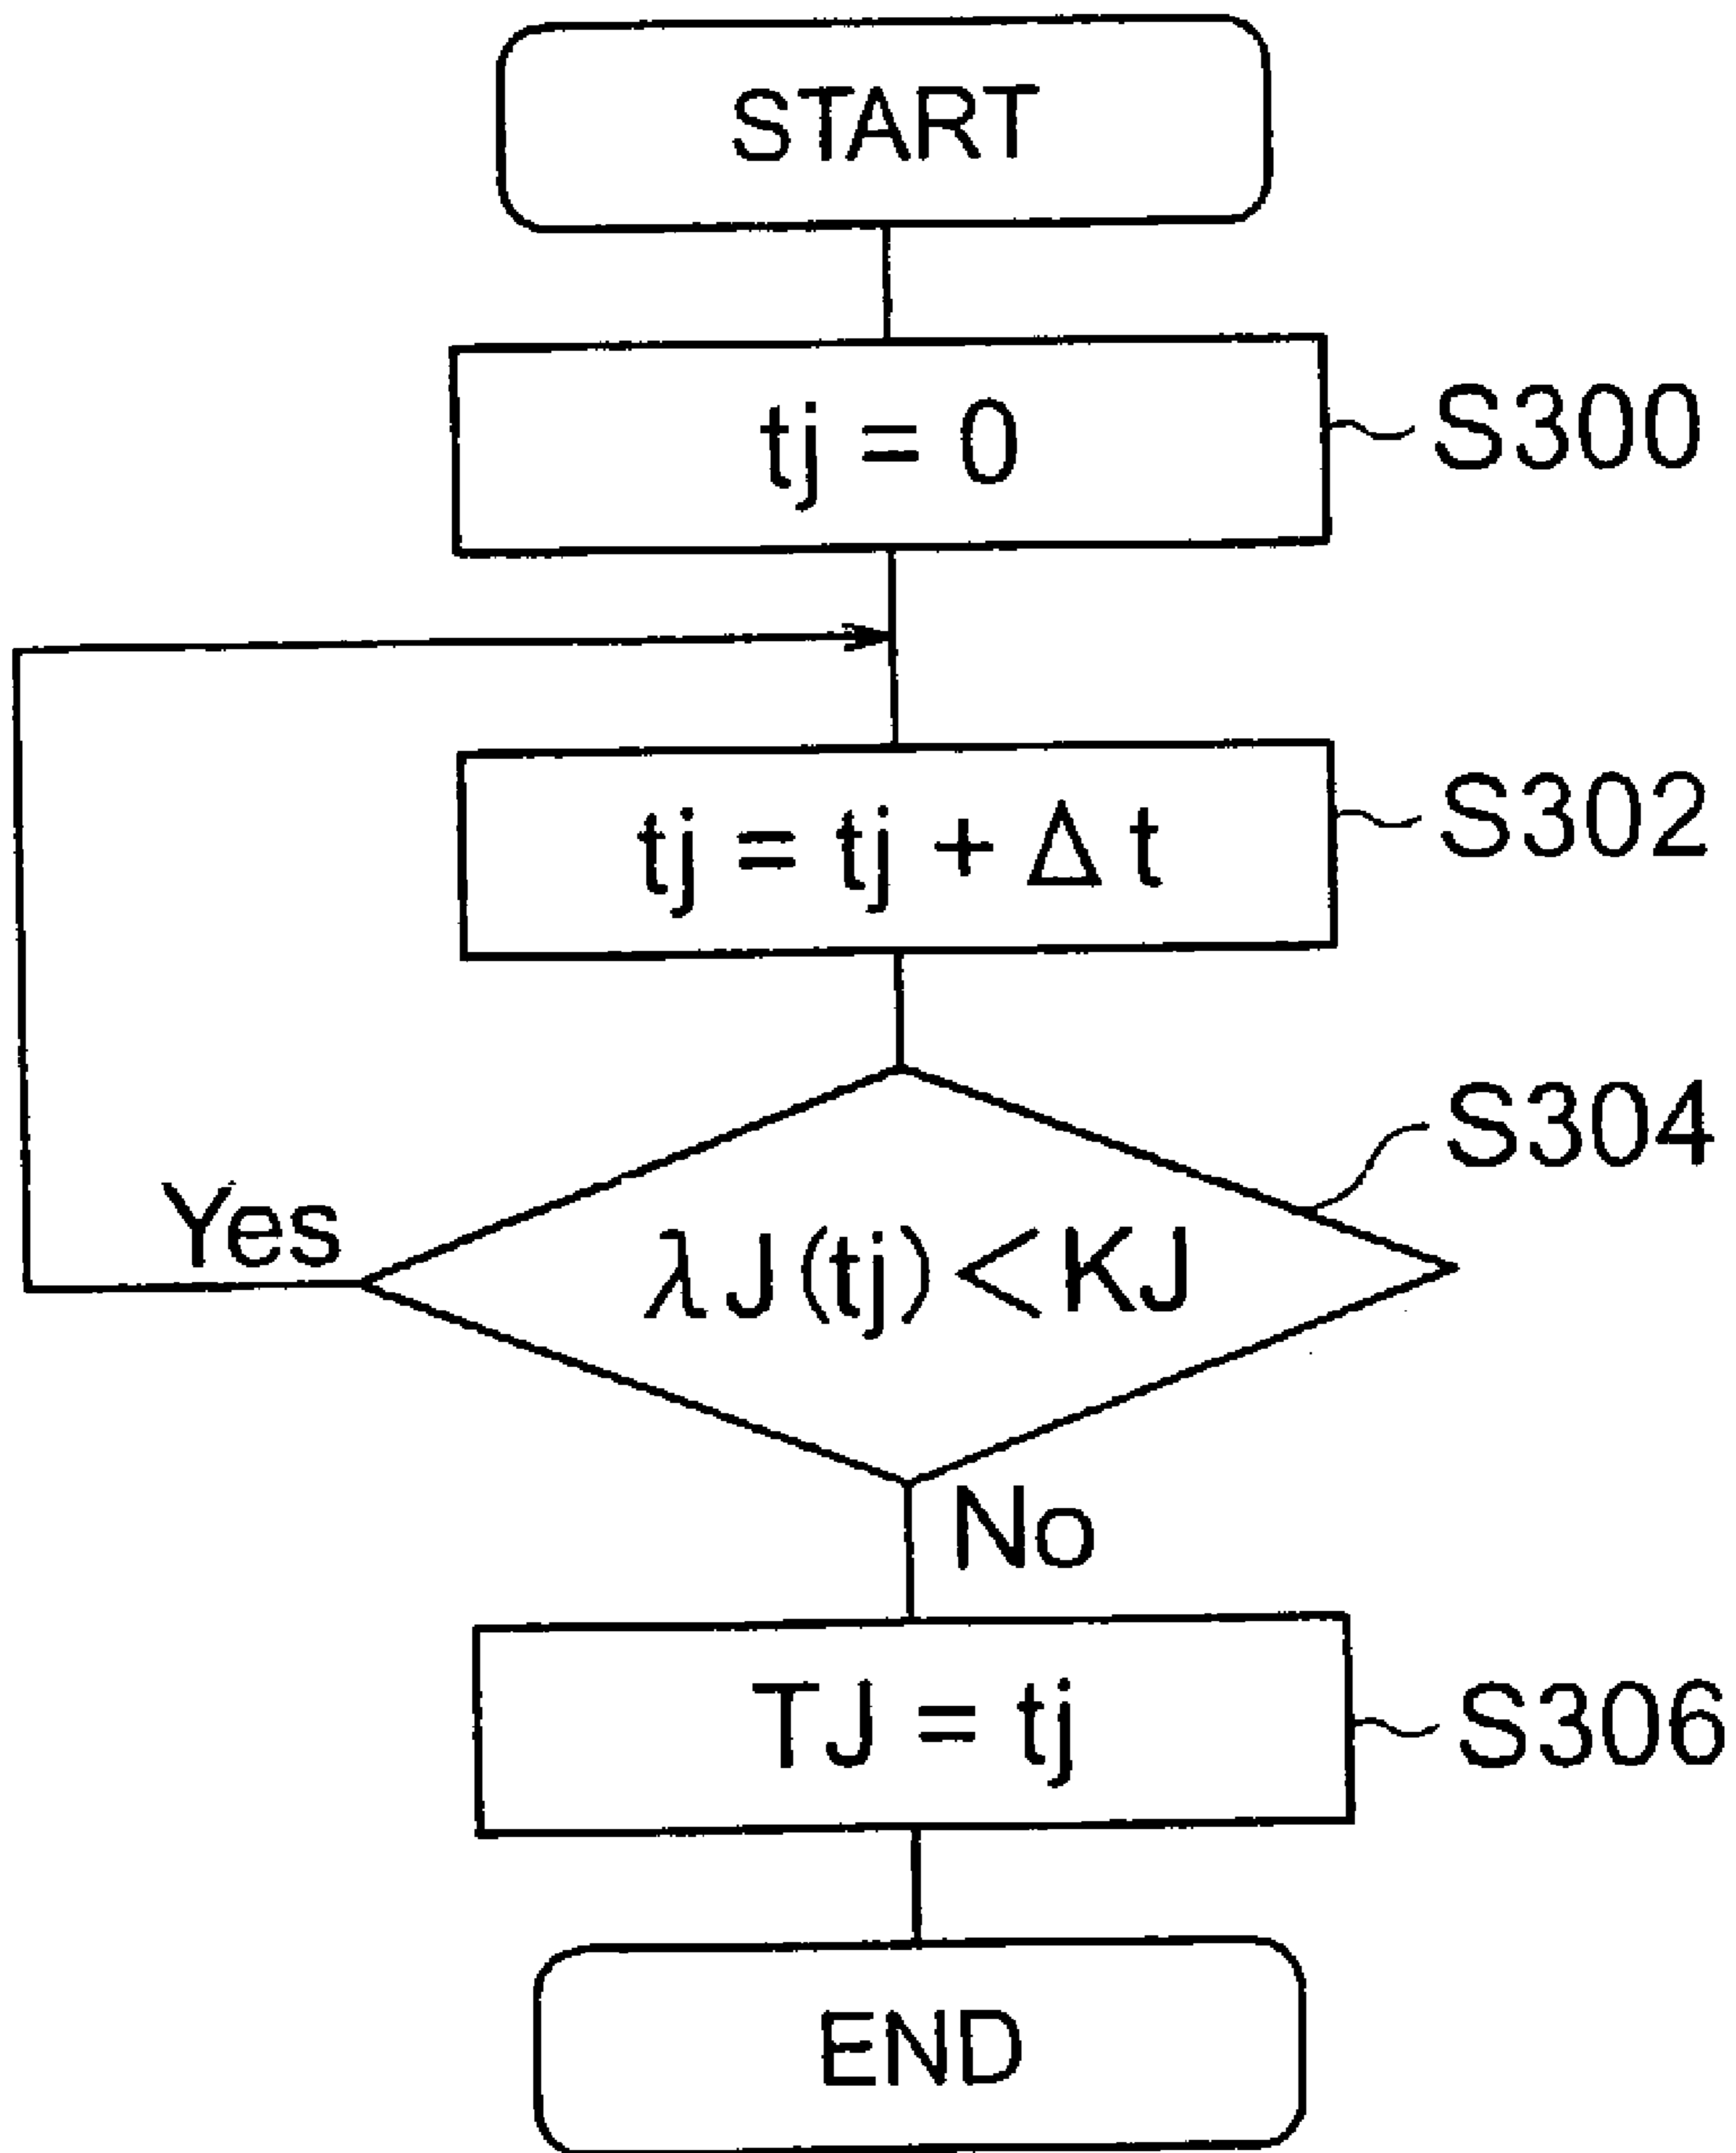 START
tj = 0
S300
tj = tj + Δ t
S302
S304
Yes
λ J (tj) < KJ
No
TJ = tj
S306
END